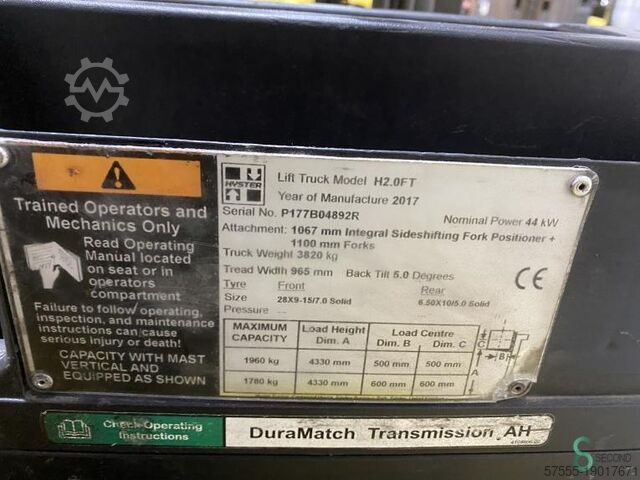 Trained Operators and
Mechanics Only
Read Operating
Manual located
on seat or in
operators
compartment
Failure to follow operating,
inspection, and maintenance
instructions can cause
serious injury or death!
CAPACITY WITH MAST
VERTICAL AND
EQUIPPED AS SHOWN
HYSTER
Lift Truck Model H2.0FT
Year of Manufacture 2017
Serial No. P177B04892R Nominal Power 44 kW
Attachment: 1067 mm Integral Sideshifting Fork Positioner +
1100 mm Forks
Truck Weight 3820 kg
Tread Width 965 mm Back Tilt 5.0 Degrees
Tyre Front Rear
Size 28X9-15/7.0 Solid 6.50X10/5.0 Solid
Pressure -- --
MAXIMUM CAPACITY Load Height Dim. A Load Centre Dim. B Dim. C
1960 kg 4330 mm 500 mm 500 mm
1780 kg 4330 mm 600 mm 600 mm
C
B
A
CE
Check Operating
Instructions
DuraMatch Transmission AH
SECOND
57555-19017671